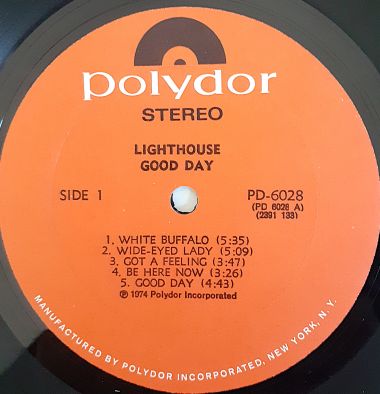 polydor
STEREO
LIGHTHOUSE
GOOD DAY
SIDE 1
PD-6028
(PD 6028 A)
(2391 133)
1. WHITE BUFFALO (5:35)
2. WIDE-EYED LADY (5:09)
3. GOT A FEELING (3:47)
4. BE HERE NOW (3:26)
5. GOOD DAY (4:43)
℗ 1974 Polydor Incorporated
MANUFACTURED BY POLYDOR INCORPORATED, NEW YORK, N. Y.